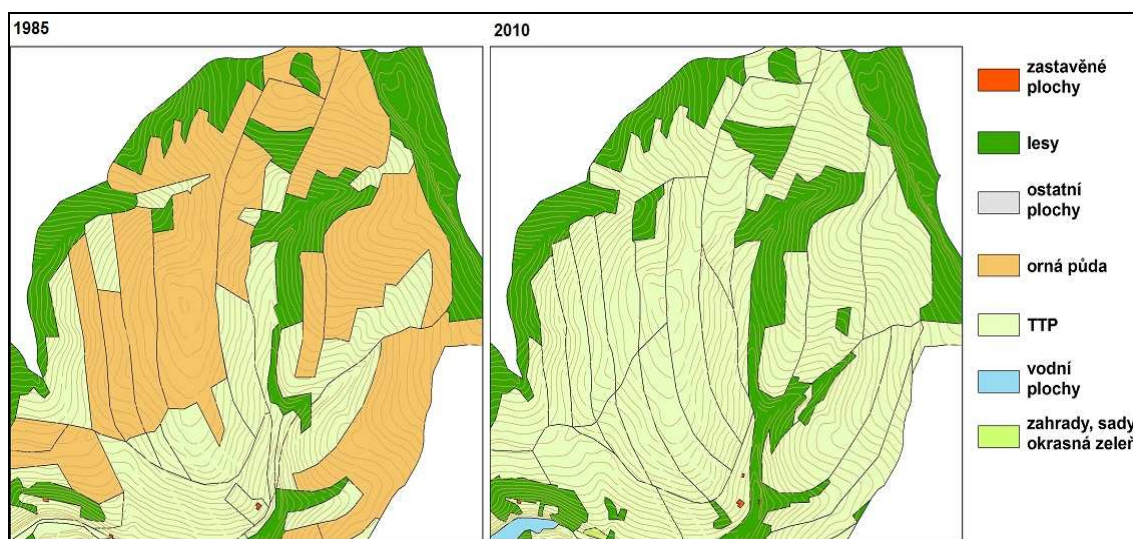 1985
2010
zastavěné
plochy
lesy
ostatní
plochy
orná půda
TTP
vodní
plochy
zahrady, sady
okrasná zeleň